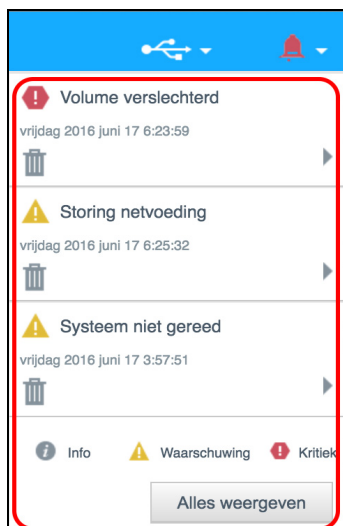 Volume verslechterd
vrijdag 2016 juni 17 6:23:59
Storing netvoeding
vrijdag 2016 juni 17 6:25:32
Systeem niet gereed
vrijdag 2016 juni 17 3:57:51
Info Waarschuwing Kritiek
Alles weergeven